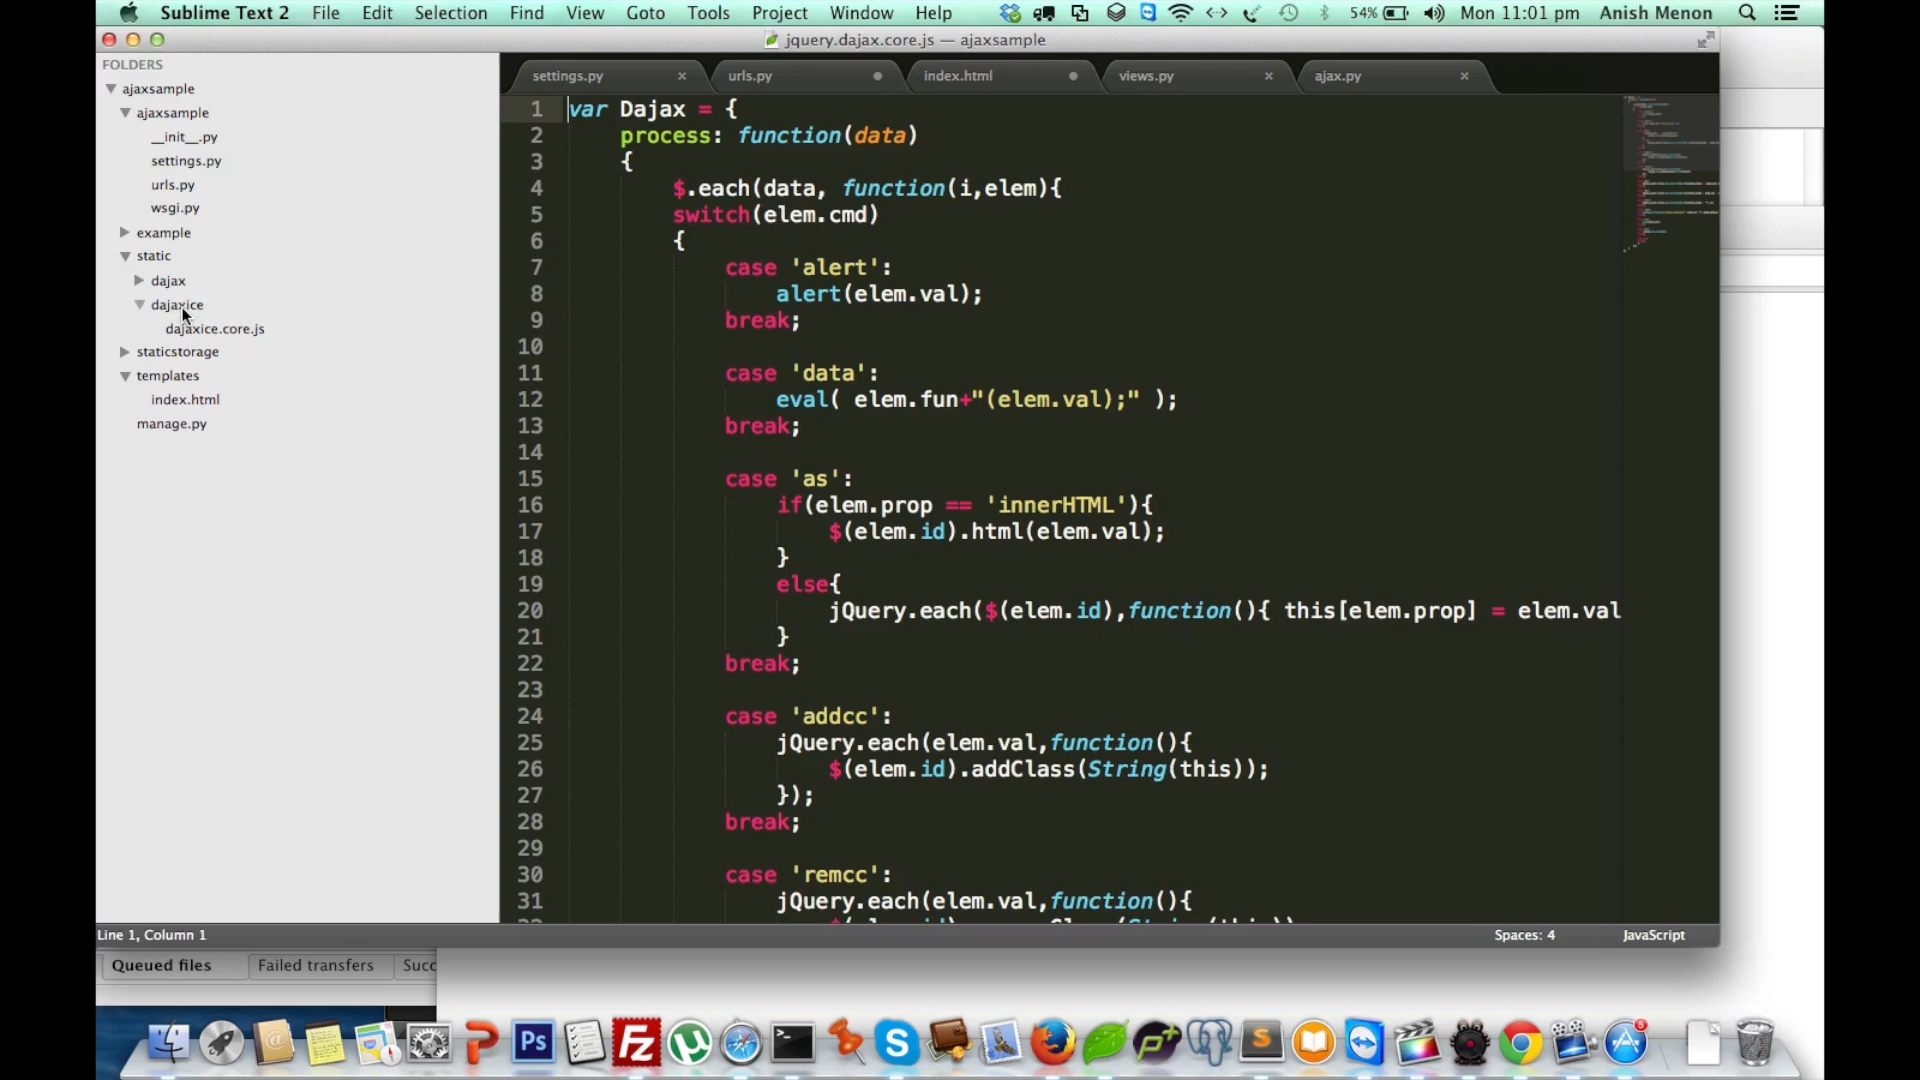 Sublime Text 2 File Edit Selection Find View Goto Tools Project Window Help 54% Mon 11:01 pm Anish Menon
jquery.dajax.core.js — ajaxsample
FOLDERS
ajaxsample
ajaxsample
__init__.py
settings.py
urls.py
wsgi.py
example
static
dajax
dajaxice
dajaxice.core.js
staticstorage
templates
index.html
manage.py
settings.py × urls.py index.html views.py × ajax.py ×
1 var Dajax = {
2 process: function(data)
3 {
4 $.each(data, function(i,elem){
5 switch(elem.cmd)
6 {
7 case 'alert':
8 alert(elem.val);
9 break;
10
11 case 'data':
12 eval( elem.fun+"(elem.val);" );
13 break;
14
15 case 'as':
16 if(elem.prop == 'innerHTML'){
17 $(elem.id).html(elem.val);
18 }
19 else{
20 jQuery.each($(elem.id),function(){ this[elem.prop] = elem.val
21 }
22 break;
23
24 case 'addcc':
25 jQuery.each(elem.val,function(){
26 $(elem.id).addClass(String(this));
27 });
28 break;
29
30 case 'remcc':
31 jQuery.each(elem.val,function(){
Line 1, Column 1 Spaces: 4 JavaScript
Queued files Failed transfers Succ
Ps Fz S S 5